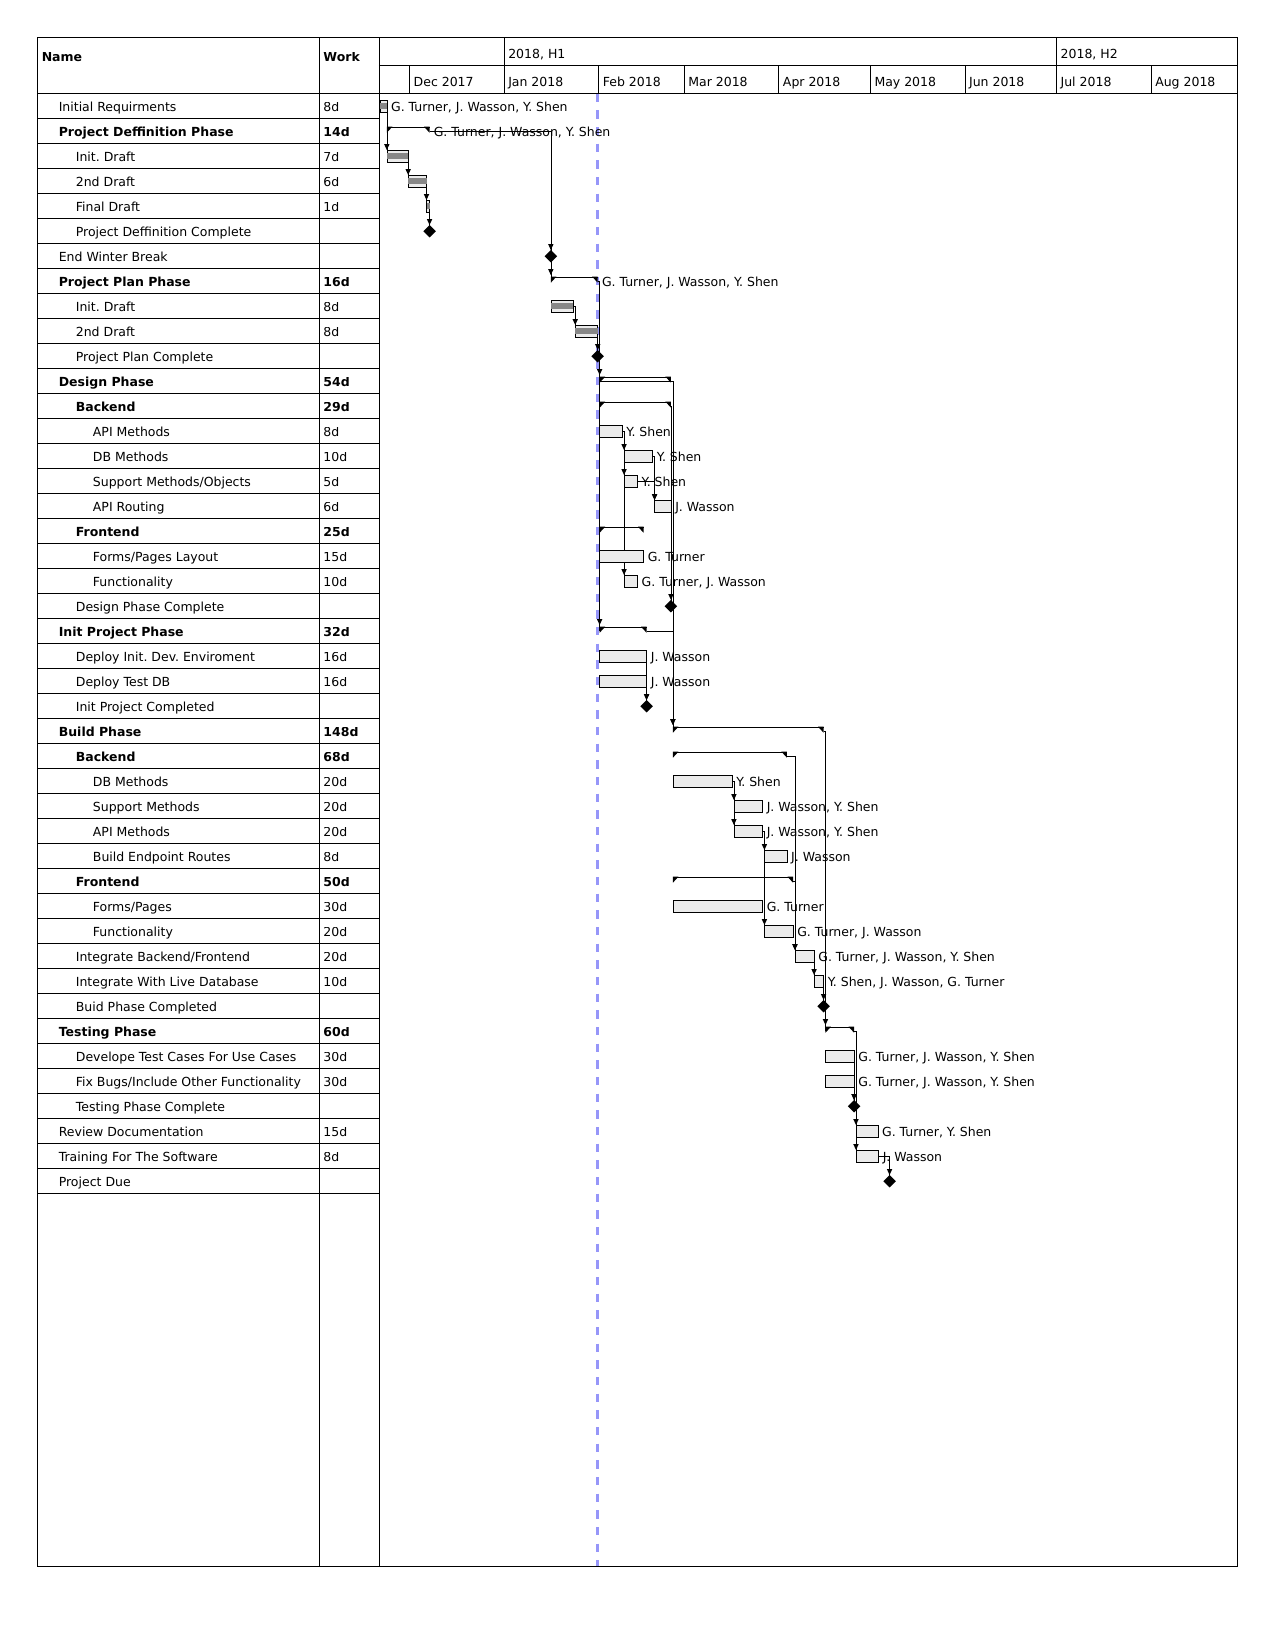 Name Work 2018, H1 2018, H2
Dec 2017 Jan 2018 Feb 2018 Mar 2018 Apr 2018 May 2018 Jun 2018 Jul 2018 Aug 2018
Initial Requirments 8d G. Turner, J. Wasson, Y. Shen
Project Deffinition Phase 14d G. Turner, J. Wasson, Y. Shen
Init. Draft 7d
2nd Draft 6d
Final Draft 1d
Project Deffinition Complete
End Winter Break
Project Plan Phase 16d G. Turner, J. Wasson, Y. Shen
Init. Draft 8d
2nd Draft 8d
Project Plan Complete
Design Phase 54d
Backend 29d
API Methods 8d Y. Shen
DB Methods 10d Y. Shen
Support Methods/Objects 5d Y. Shen
API Routing 6d J. Wasson
Frontend 25d
Forms/Pages Layout 15d G. Turner
Functionality 10d G. Turner, J. Wasson
Design Phase Complete
Init Project Phase 32d
Deploy Init. Dev. Enviroment 16d J. Wasson
Deploy Test DB 16d J. Wasson
Init Project Completed
Build Phase 148d
Backend 68d
DB Methods 20d Y. Shen
Support Methods 20d J. Wasson, Y. Shen
API Methods 20d J. Wasson, Y. Shen
Build Endpoint Routes 8d J. Wasson
Frontend 50d
Forms/Pages 30d G. Turner
Functionality 20d G. Turner, J. Wasson
Integrate Backend/Frontend 20d G. Turner, J. Wasson, Y. Shen
Integrate With Live Database 10d Y. Shen, J. Wasson, G. Turner
Buid Phase Completed
Testing Phase 60d
Develope Test Cases For Use Cases 30d G. Turner, J. Wasson, Y. Shen
Fix Bugs/Include Other Functionality 30d G. Turner, J. Wasson, Y. Shen
Testing Phase Complete
Review Documentation 15d G. Turner, Y. Shen
Training For The Software 8d J. Wasson
Project Due